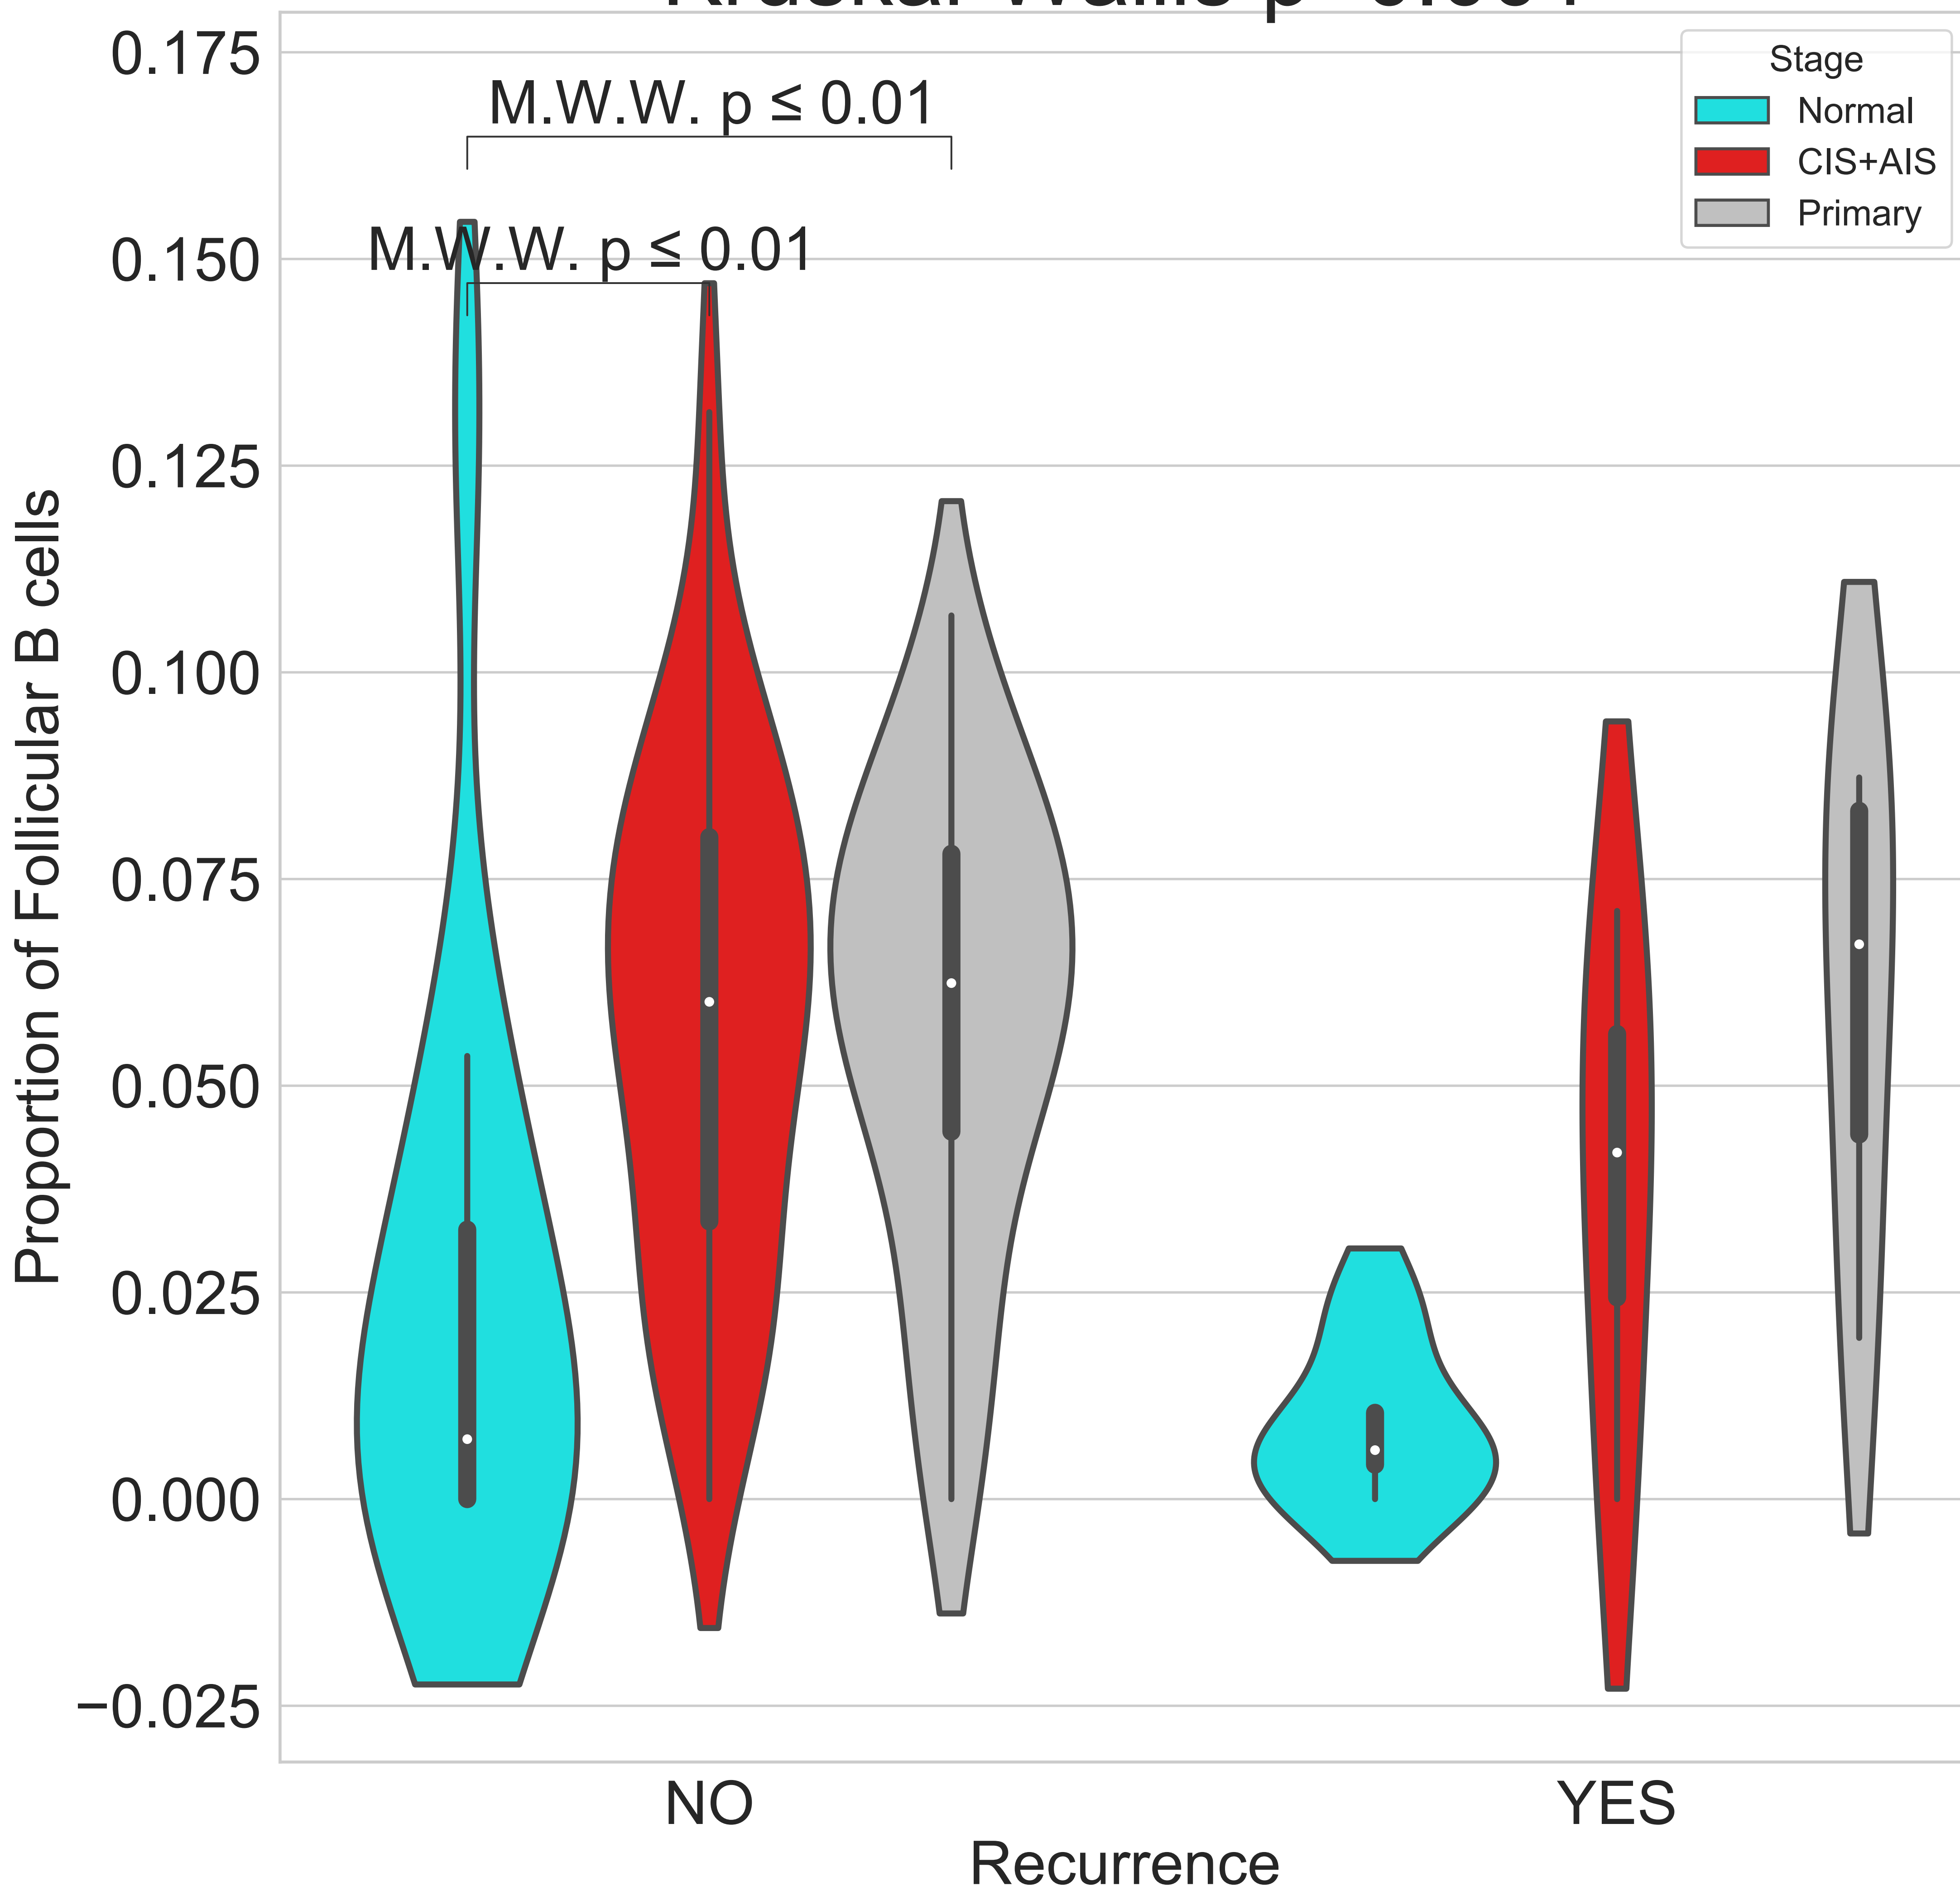 0.175
0.150
0.125
0.100
0.075
0.050
0.025
0.000
−0.025
Proportion of Follicular B cells
M.W.W. p ≤ 0.01
M.W.W. p ≤ 0.01
Stage
Normal
CIS+AIS
Primary
NO
YES
Recurrence